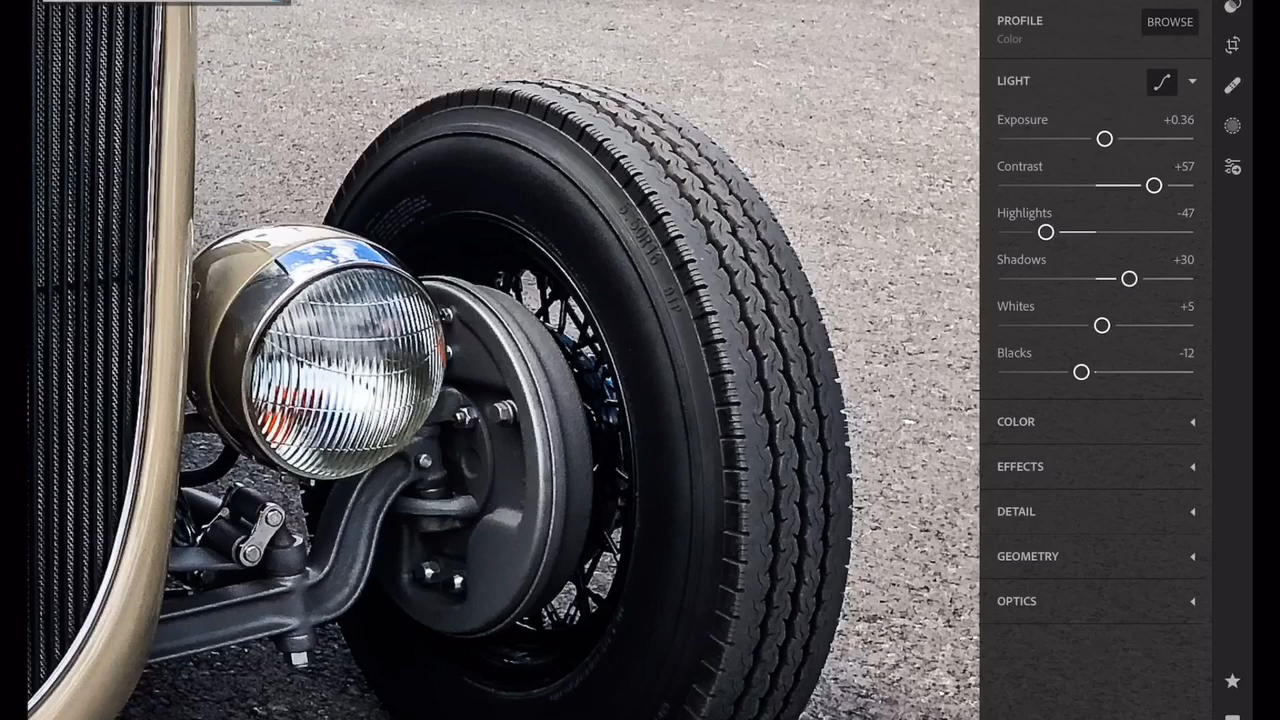 PROFILE
BROWSE
Color
LIGHT
Exposure +0.36
Contrast +57
Highlights -47
Shadows +30
Whites +5
Blacks -12
COLOR
EFFECTS
DETAIL
GEOMETRY
OPTICS